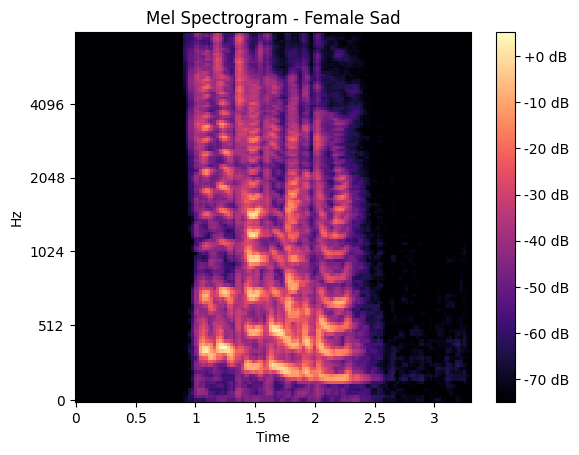 Mel Spectrogram - Female Sad
+0 dB
4096
-10 dB
-20 dB
2048
-30 dB
Hz
1024
-40 dB
-50 dB
512
-60 dB
-70 dB
0
0 0.5 1 1.5 2 2.5 3
Time